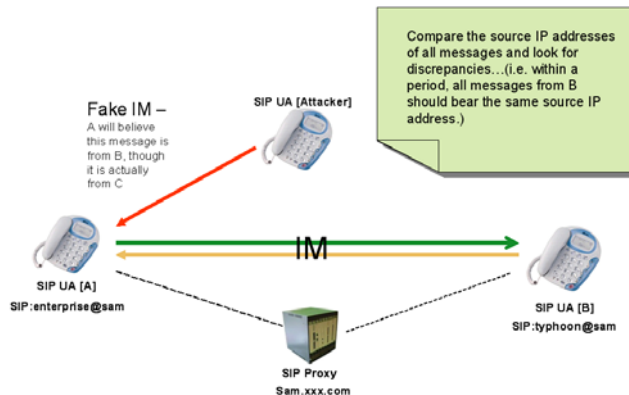 Compare the source IP addresses
of all messages and look for
discrepancies…(i.e. within a
period, all messages from B
should bear the same source IP
address.)
SIP UA [Attacker]
Fake IM –
A will believe
this message is
from B, though
it is actually
from C
IM
SIP UA [A]
SIP:enterprise@sam
SIP UA [B]
SIP:typhoon@sam
SIP Proxy
Sam.xxx.com